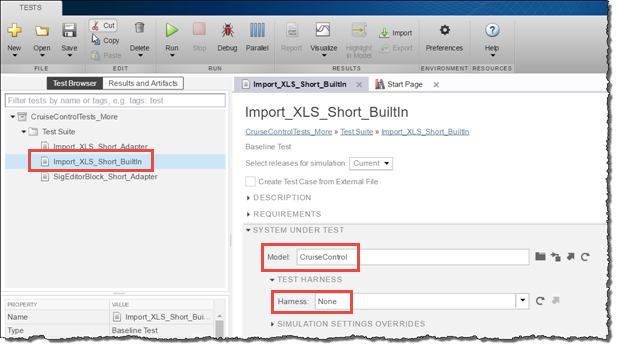 TESTS
New Open Save Cut Copy Paste Delete Run Stop Debug Parallel Report Visualize Highlight in Model Import Export Preferences Help
FILE EDIT RUN RESULTS ENVIRONMENT RESOURCES
Test Browser Results and Artifacts
Filter tests by name or tags, e.g. tags: test
CruiseControlTests_More
Test Suite
Import_XLS_Short_Adapter
Import_XLS_Short_BuiltIn
SigEditorBlock_Short_Adapter
PROPERTY VALUE
Name Import_XLS_Short_Bui...
Type Baseline Test
Import_XLS_Short_BuiltIn × Start Page ×
Import_XLS_Short_BuiltIn
CruiseControlTests_More » Test Suite » Import_XLS_Short_BuiltIn
Baseline Test
Select releases for simulation: Current
Create Test Case from External File
DESCRIPTION
REQUIREMENTS
SYSTEM UNDER TEST
Model: CruiseControl
TEST HARNESS
Harness: None
SIMULATION SETTINGS OVERRIDES